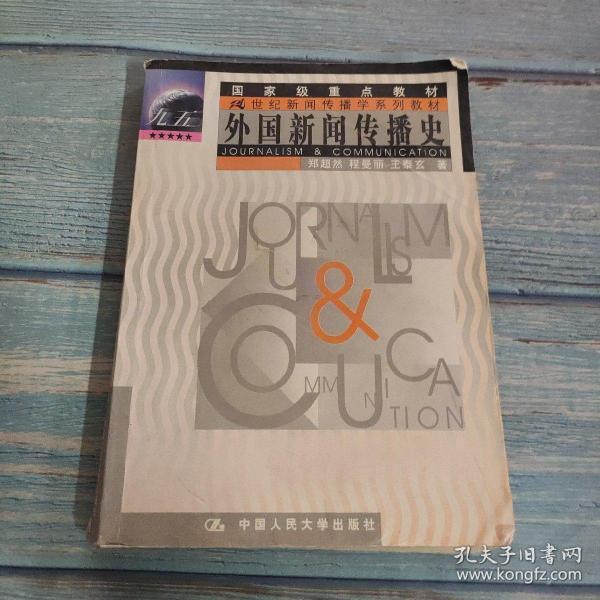 国家级重点教材
九五
★★★★★
21世纪新闻传播学系列教材
外国新闻传播史
JOURNALISM & COMMUNICATION
郑超然 程曼丽 王泰玄 著
JOURNALISM
&
COMMUNICATION
中国人民大学出版社
孔夫子旧书网
www.kongfz.com